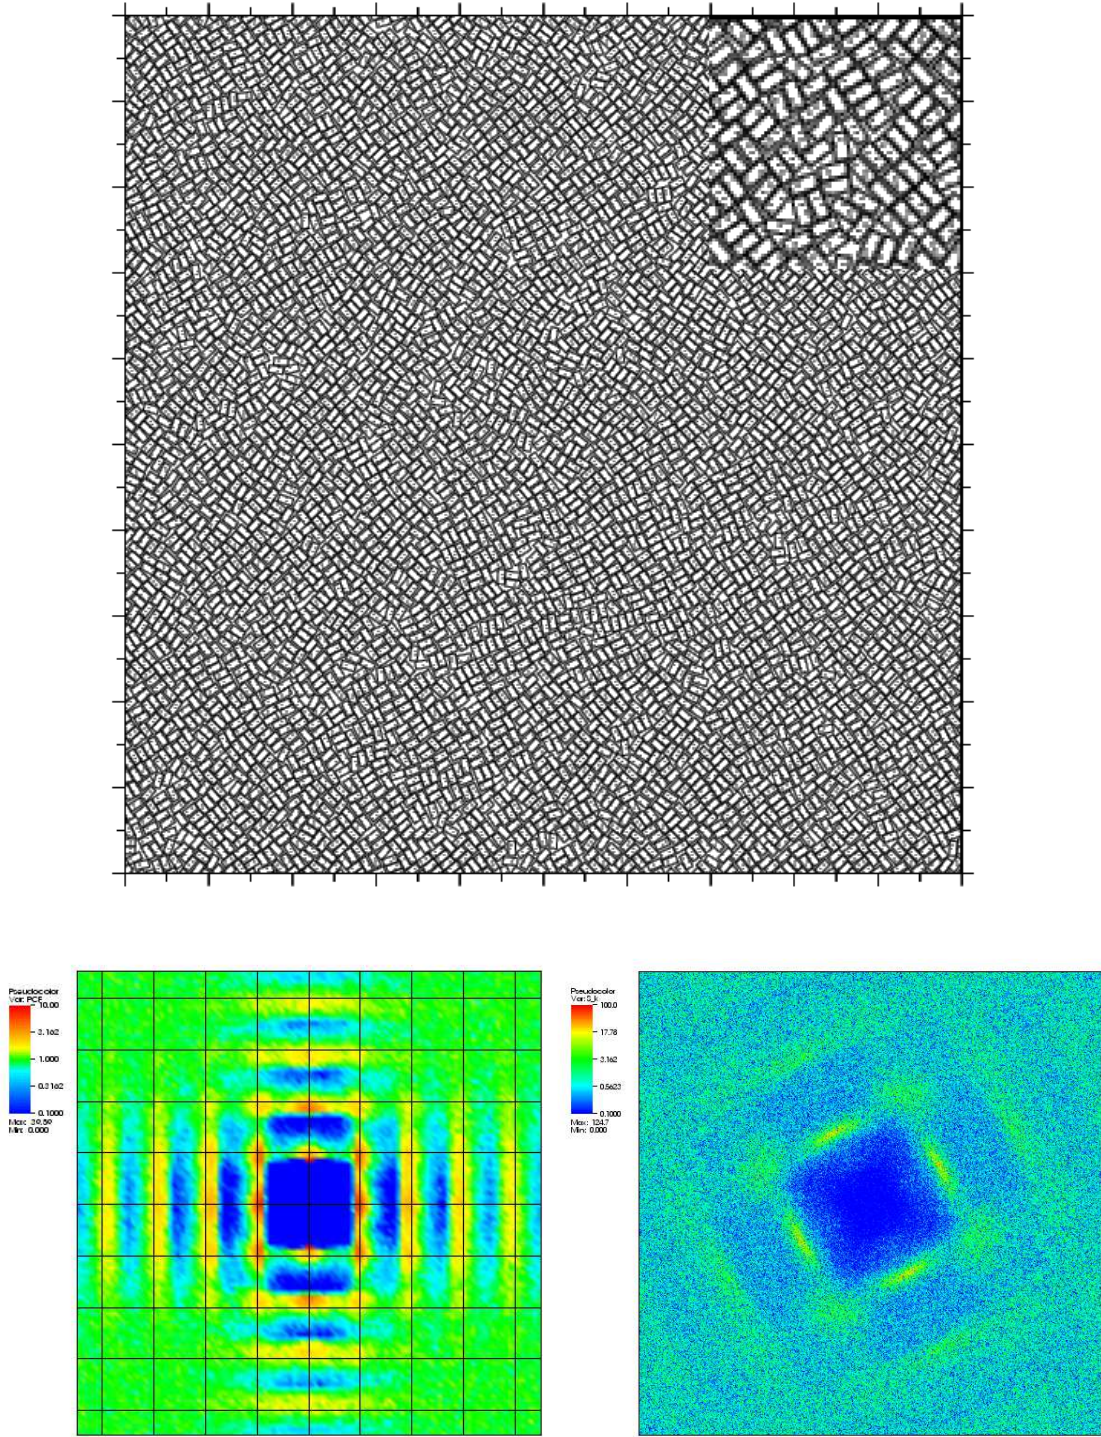 Pseudocolor
Var: PCF
10.00
3.162
1.000
0.3162
0.1000
Max: 39.59
Min: 0.000
Pseudocolor
Var: S_k
100.0
17.78
3.162
0.5623
0.1000
Max: 124.7
Min: 0.000